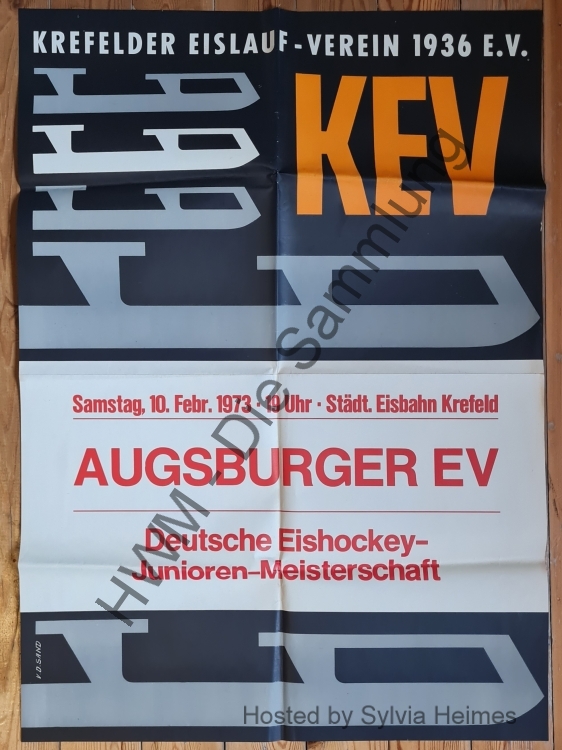 KREFELDER EISLAUF-VEREIN 1936 E.V.
KEV
Samstag, 10. Febr. 1973 · 19 Uhr · Städt. Eisbahn Krefeld
AUGSBURGER EV
Deutsche Eishockey-
Junioren-Meisterschaft
V.D.SAND
HWM - Die Sammlung
Hosted by Sylvia Heimes